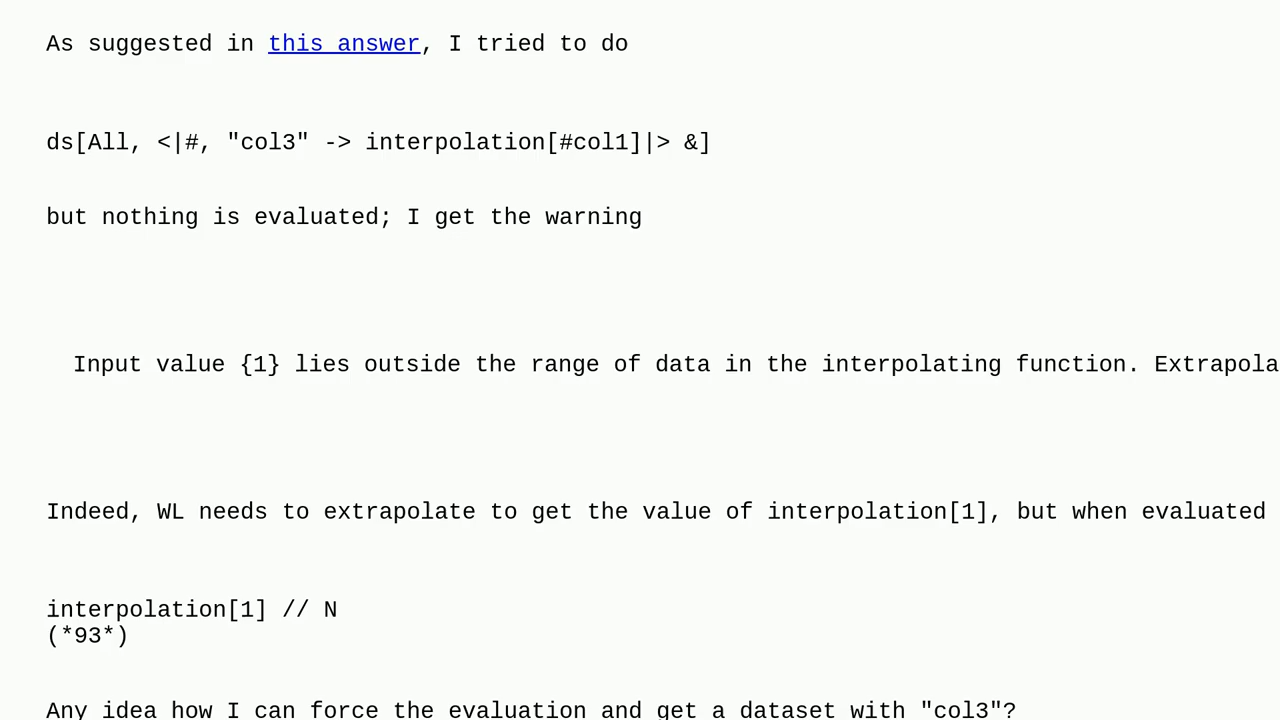 As suggested in this answer, I tried to do
ds[All, <|#, "col3" -> interpolation[#col1]|> &]
but nothing is evaluated; I get the warning
Input value {1} lies outside the range of data in the interpolating function. Extrapola
Indeed, WL needs to extrapolate to get the value of interpolation[1], but when evaluated
interpolation[1] // N
(*93*)
Any idea how I can force the evaluation and get a dataset with "col3"?